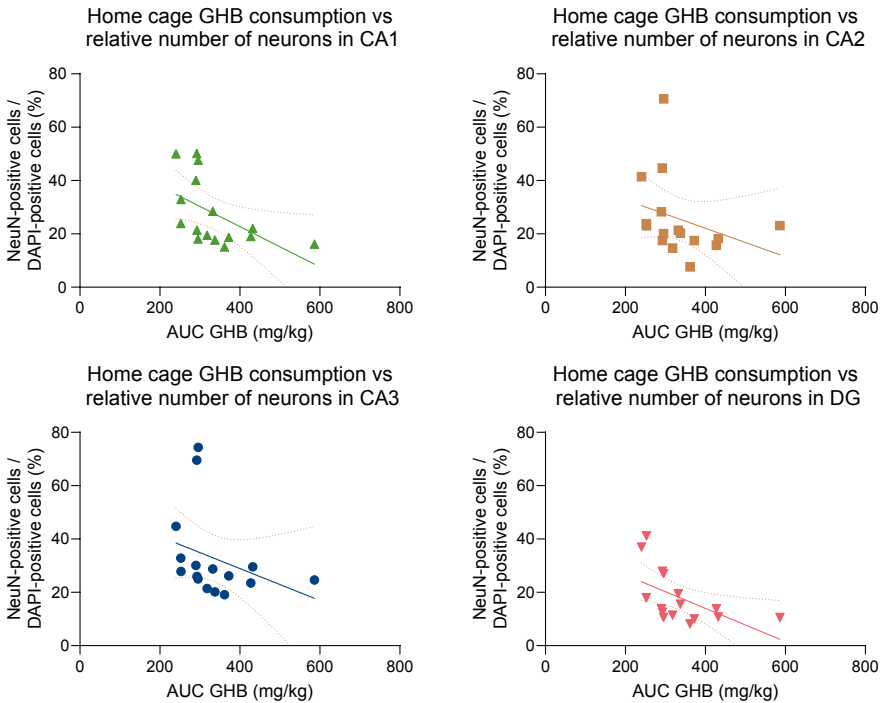 Home cage GHB consumption vs
relative number of neurons in CA1
NeuN-positive cells /
DAPI-positive cells (%)
80
60
40
20
0
0 200 400 600 800
AUC GHB (mg/kg)
Home cage GHB consumption vs
relative number of neurons in CA2
NeuN-positive cells /
DAPI-positive cells (%)
80
60
40
20
0
0 200 400 600 800
AUC GHB (mg/kg)
Home cage GHB consumption vs
relative number of neurons in CA3
NeuN-positive cells /
DAPI-positive cells (%)
80
60
40
20
0
0 200 400 600 800
AUC GHB (mg/kg)
Home cage GHB consumption vs
relative number of neurons in DG
NeuN-positive cells /
DAPI-positive cells (%)
80
60
40
20
0
0 200 400 600 800
AUC GHB (mg/kg)